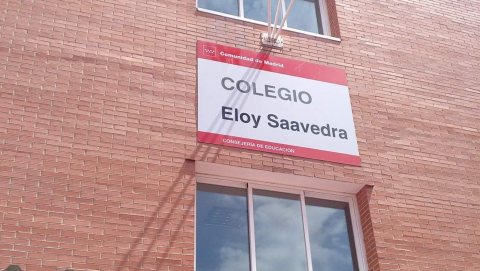 Comunidad de Madrid
COLEGIO
Eloy Saavedra
CONSEJERÍA DE EDUCACIÓN